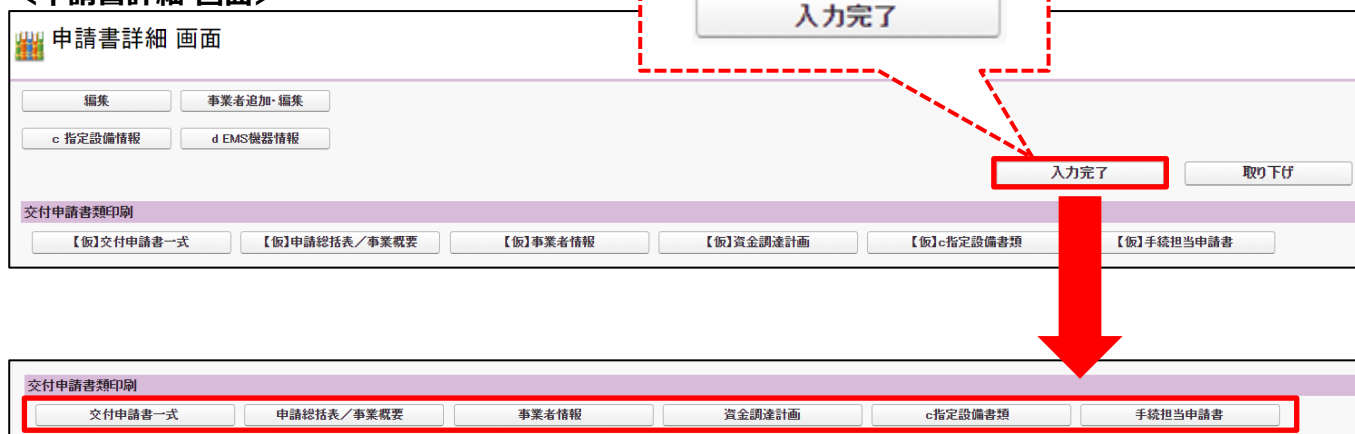 <申請書詳細 画面>
入力完了
申請書詳細 画面
編集 事業者追加・編集
c 指定設備情報 d EMS機器情報
入力完了 取り下げ
交付申請書類印刷
【仮】交付申請書一式 【仮】申請総括表／事業概要 【仮】事業者情報 【仮】資金調達計画 【仮】c指定設備書類 【仮】手続担当申請書
交付申請書類印刷
交付申請書一式 申請総括表／事業概要 事業者情報 資金調達計画 c指定設備書類 手続担当申請書